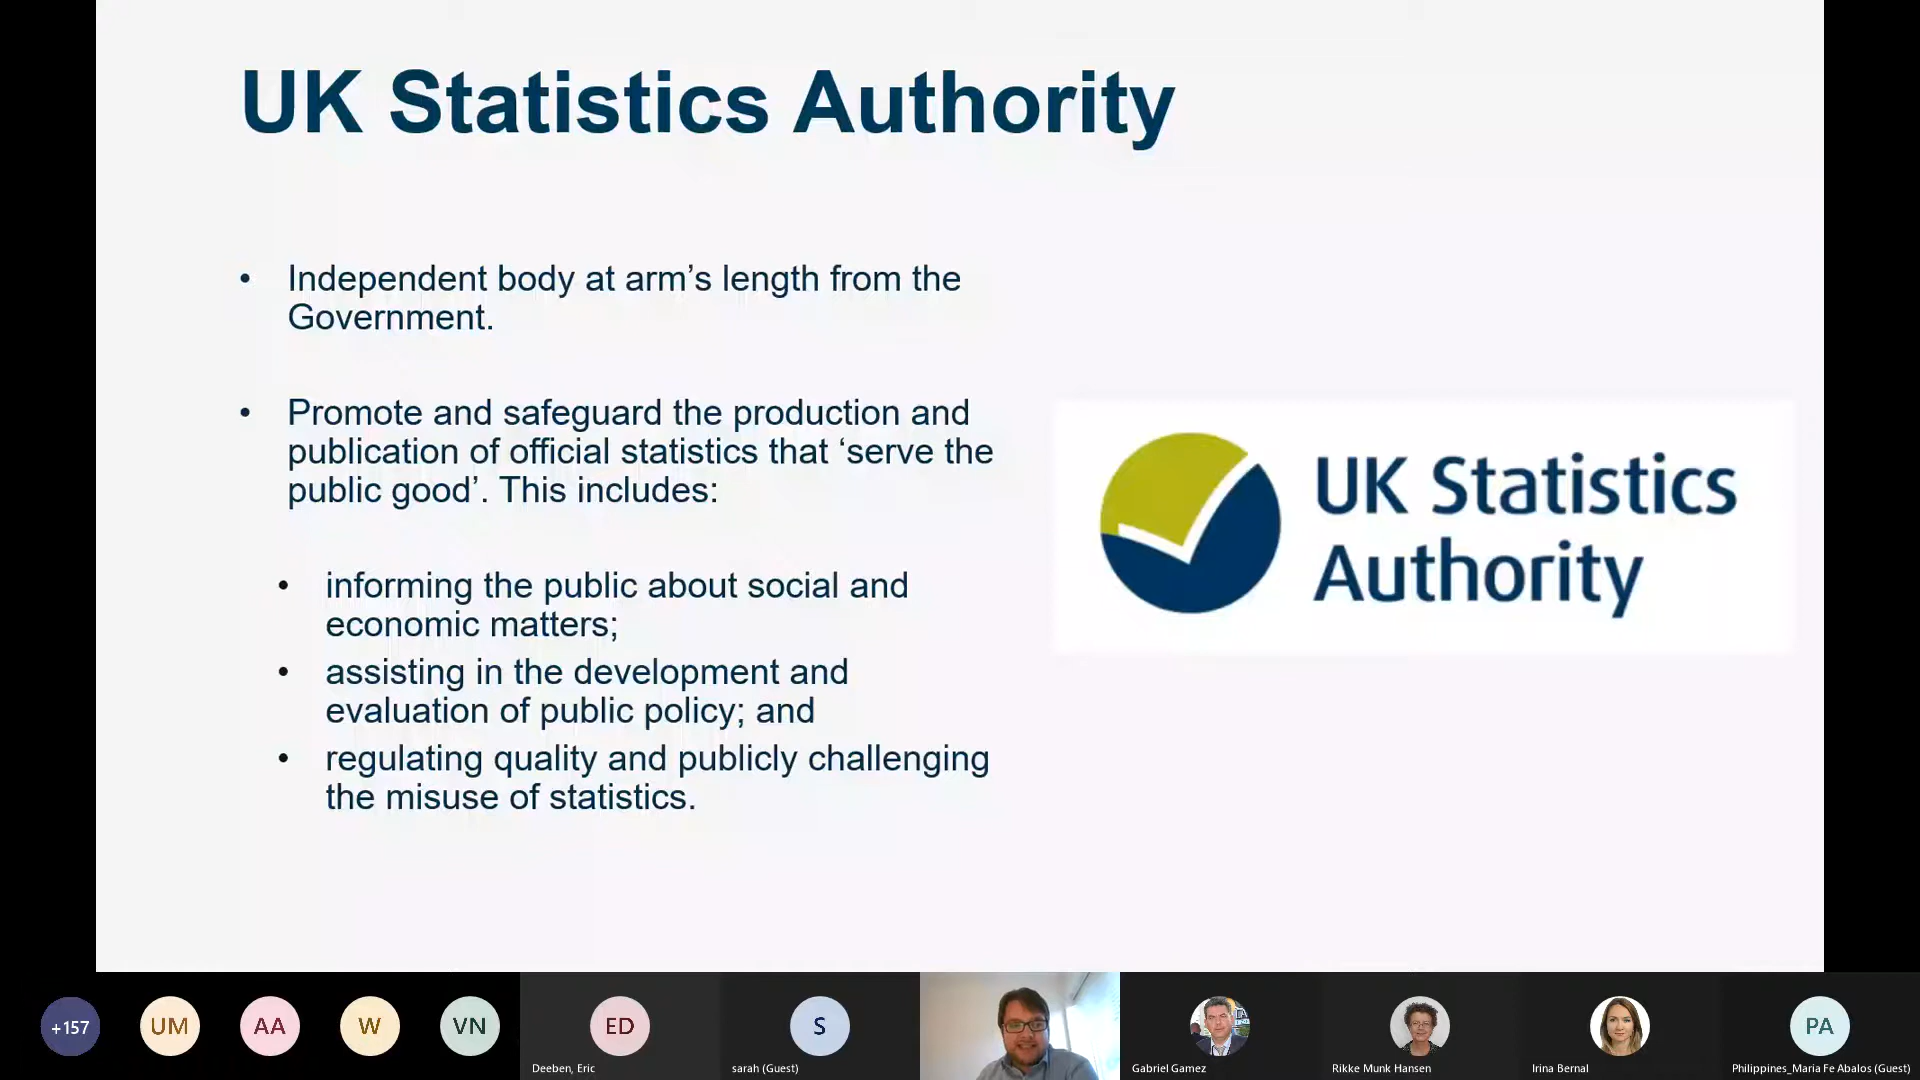 UK Statistics Authority
• Independent body at arm’s length from the
Government.
• Promote and safeguard the production and
publication of official statistics that ‘serve the
public good’. This includes:
• informing the public about social and
economic matters;
• assisting in the development and
evaluation of public policy; and
• regulating quality and publicly challenging
the misuse of statistics.
UK Statistics
Authority
+157
UM
AA
W
VN
ED
Deeben, Eric
S
sarah (Guest)
Gabriel Gamez
Rikke Munk Hansen
Irina Bernal
PA
Philippines_Maria Fe Abalos (Guest)